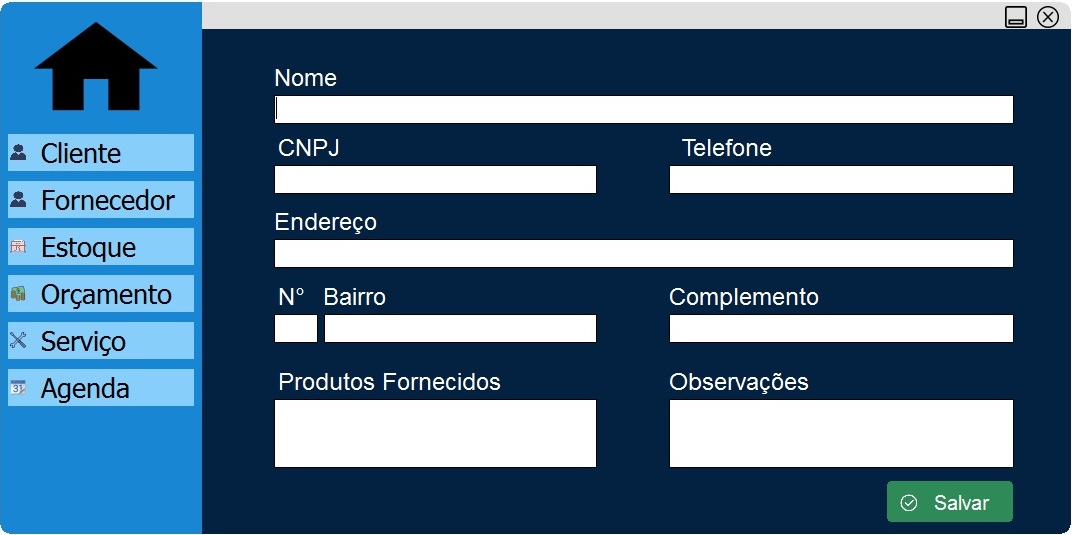 Cliente
Fornecedor
Estoque
Orçamento
Serviço
Agenda
Nome
CNPJ Telefone
Endereço
N° Bairro Complemento
Produtos Fornecidos Observações
Salvar